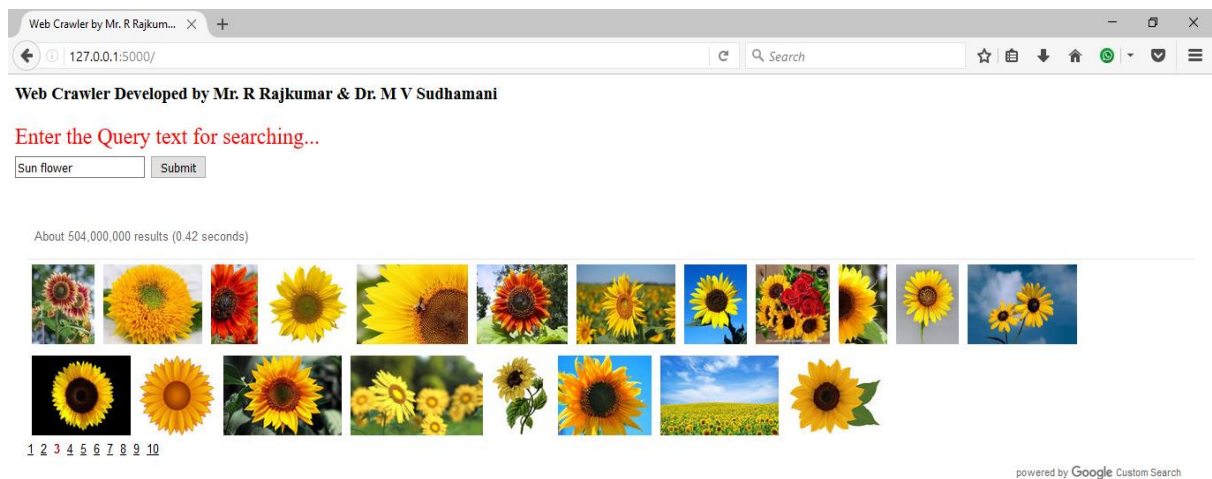 Web Crawler by Mr. R Rajkum...
127.0.0.1:5000/
Search
Web Crawler Developed by Mr. R Rajkumar & Dr. M V Sudhamani
Enter the Query text for searching...
Sun flower
Submit
About 504,000,000 results (0.42 seconds)
1 2 3 4 5 6 7 8 9 10
powered by Google Custom Search